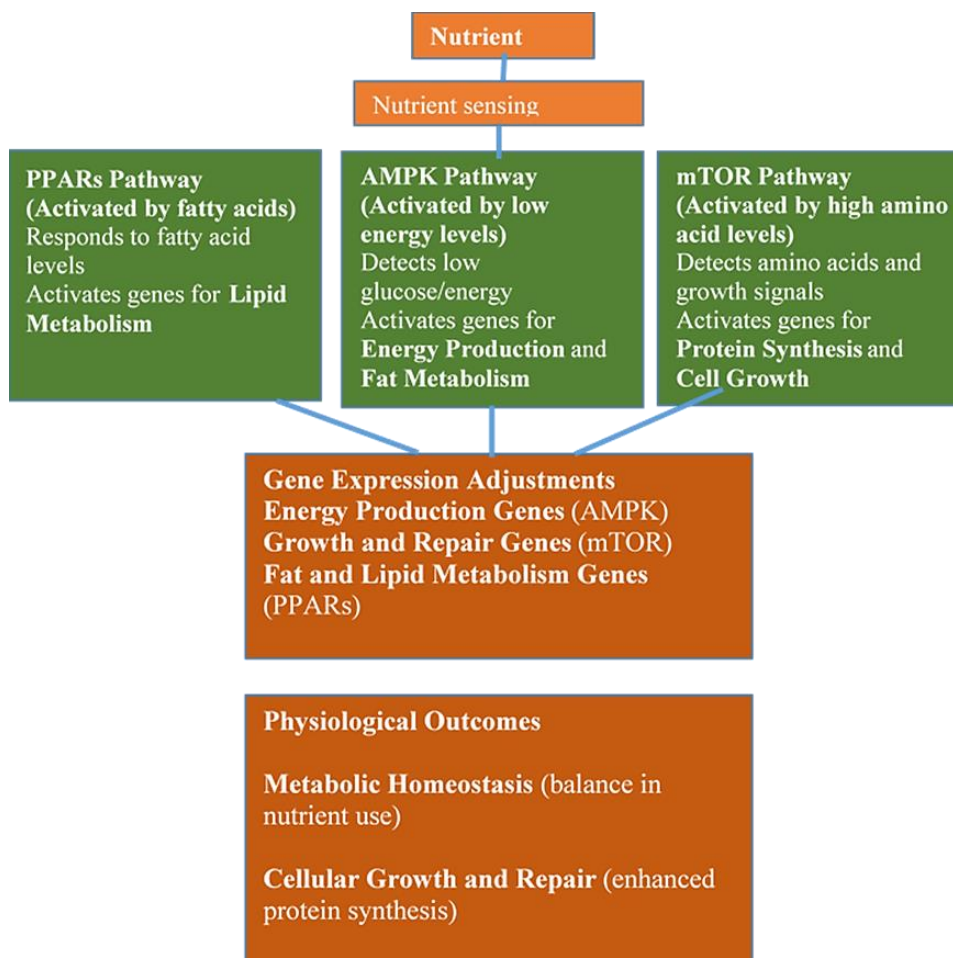 Nutrient
Nutrient sensing
PPARs Pathway
(Activated by fatty acids)
Responds to fatty acid
levels
Activates genes for Lipid
Metabolism
AMPK Pathway
(Activated by low
energy levels)
Detects low
glucose/energy
Activates genes for
Energy Production and
Fat Metabolism
mTOR Pathway
(Activated by high amino
acid levels)
Detects amino acids and
growth signals
Activates genes for
Protein Synthesis and
Cell Growth
Gene Expression Adjustments
Energy Production Genes (AMPK)
Growth and Repair Genes (mTOR)
Fat and Lipid Metabolism Genes
(PPARs)
Physiological Outcomes
Metabolic Homeostasis (balance in
nutrient use)
Cellular Growth and Repair (enhanced
protein synthesis)